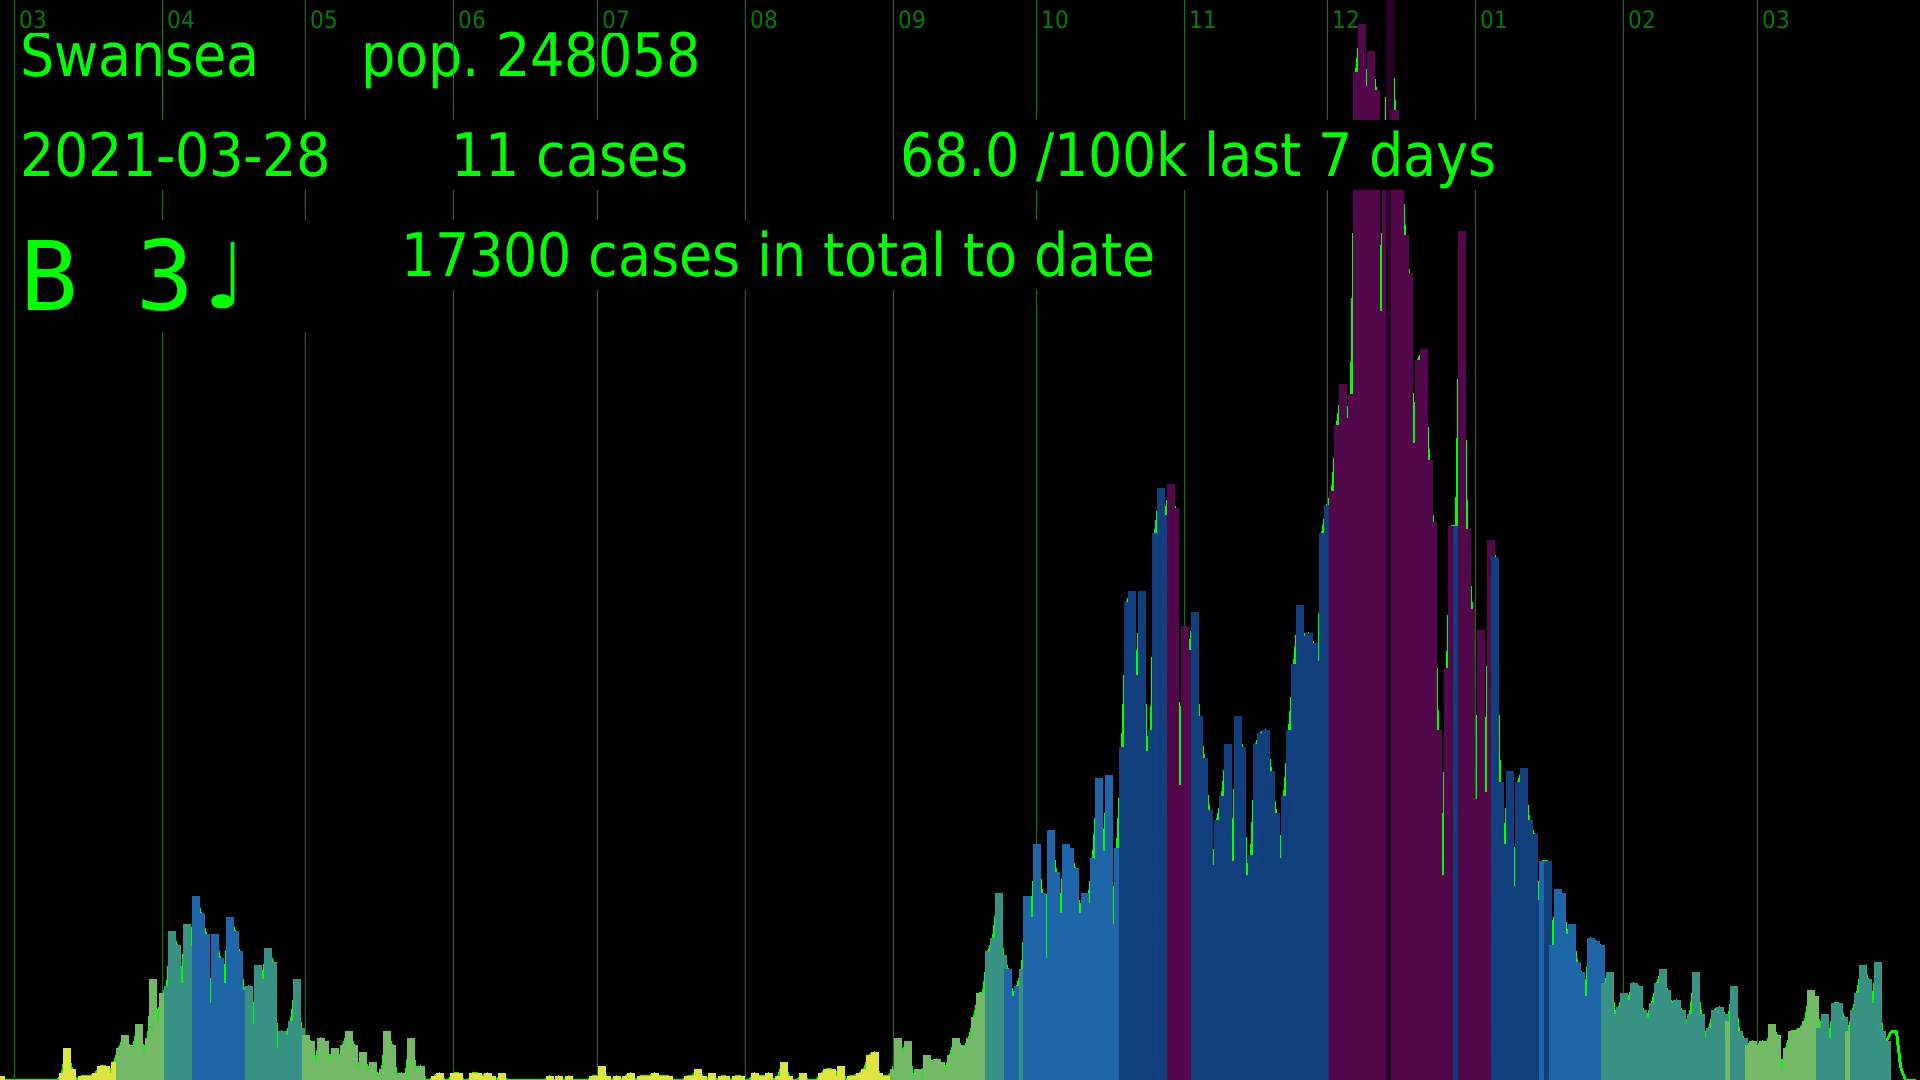 03 04 05 06 07 08 09 10 11 12 01 02 03
Swansea pop. 248058
2021-03-28 11 cases 68.0 /100k last 7 days
B 3♩ 17300 cases in total to date